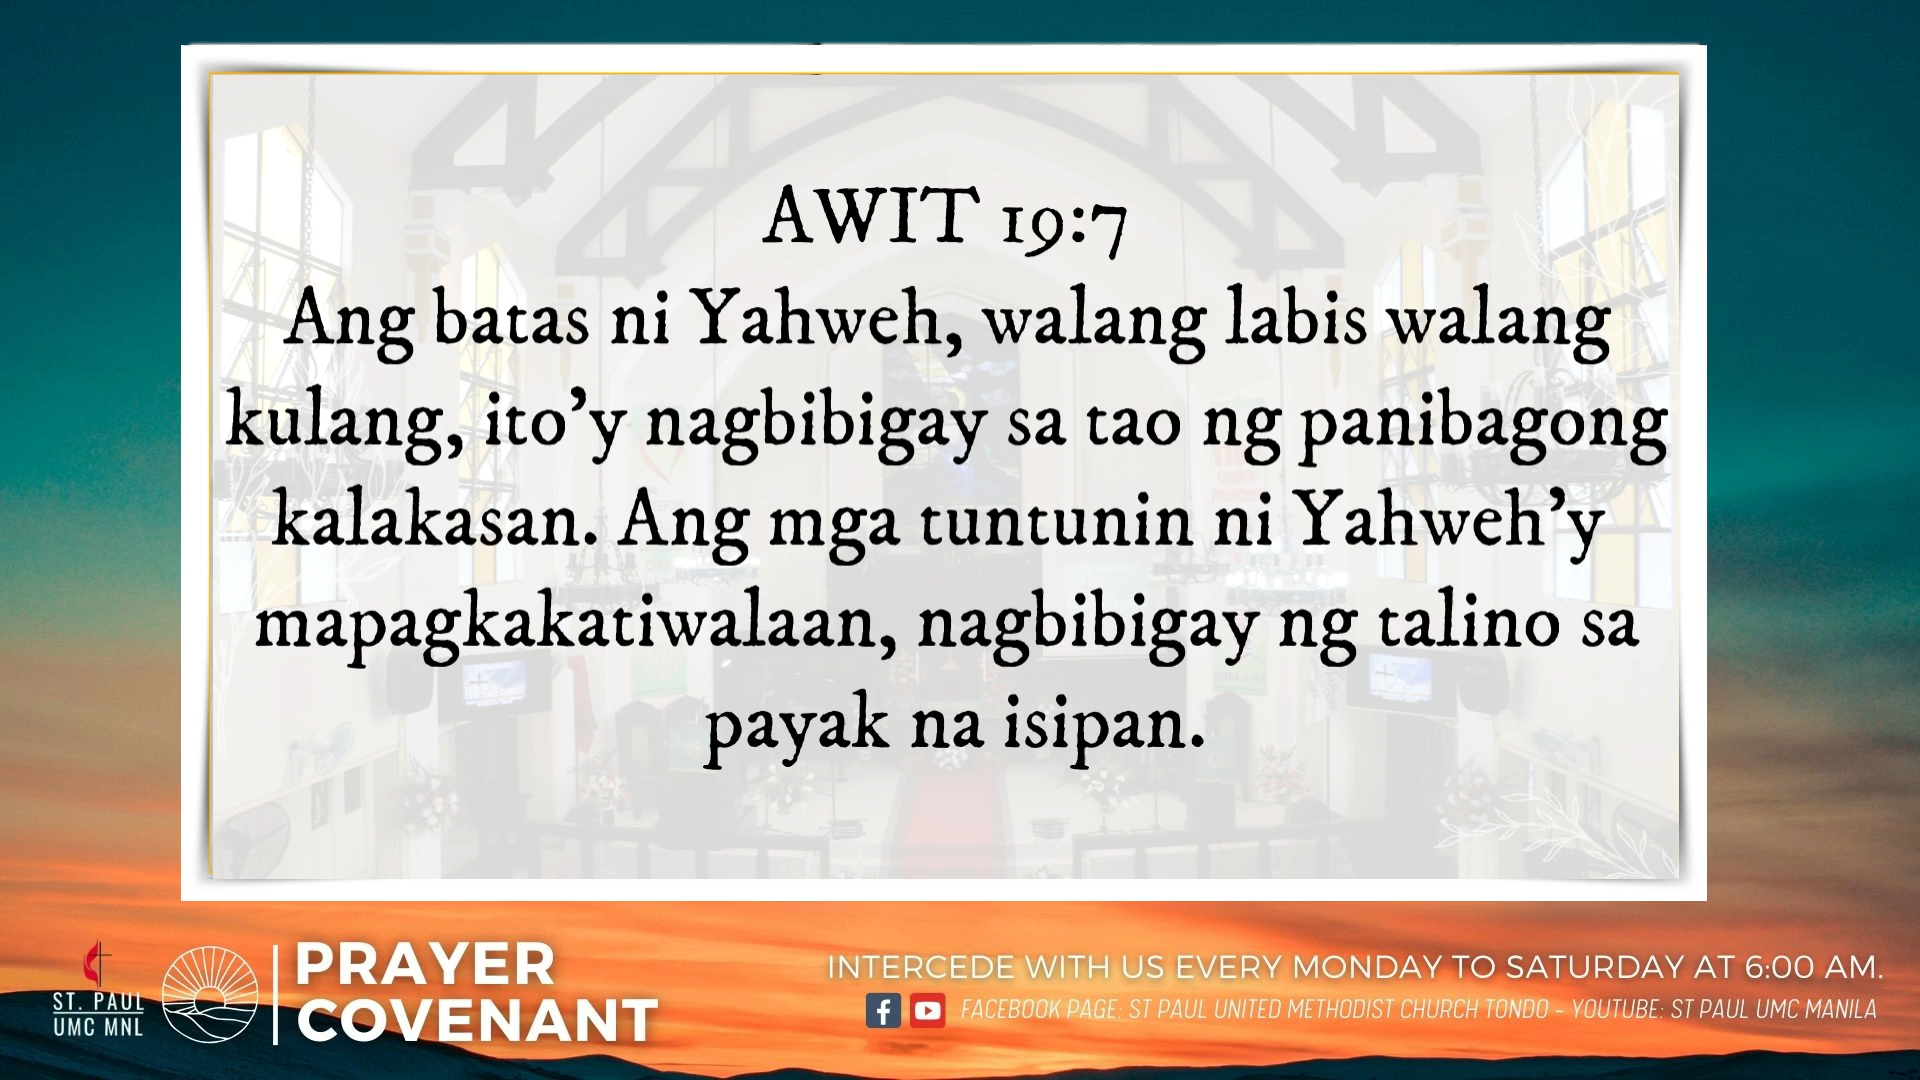 AWIT 19:7
Ang batas ni Yahweh, walang labis walang
kulang, ito’y nagbibigay sa tao ng panibagong
kalakasan. Ang mga tuntunin ni Yahweh’y
mapagkakatiwalaan, nagbibigay ng talino sa
payak na isipan.
ST. PAUL
UMC MNL
PRAYER
COVENANT
INTERCEDE WITH US EVERY MONDAY TO SATURDAY AT 6:00 AM.
FACEBOOK PAGE: ST PAUL UNITED METHODIST CHURCH TONDO - YOUTUBE: ST PAUL UMC MANILA